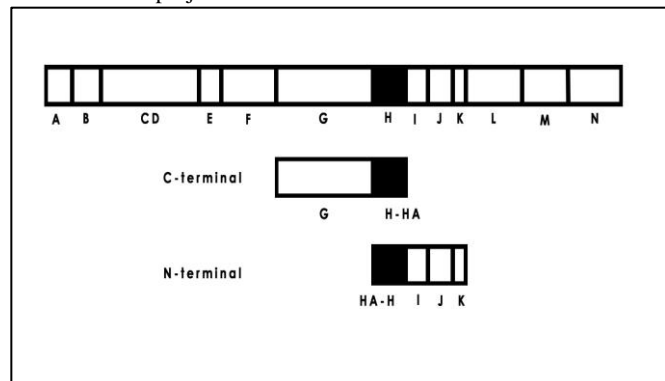 A B CD E F G H I J K L M N
C-terminal
G H-HA
N-terminal
HA-H I J K